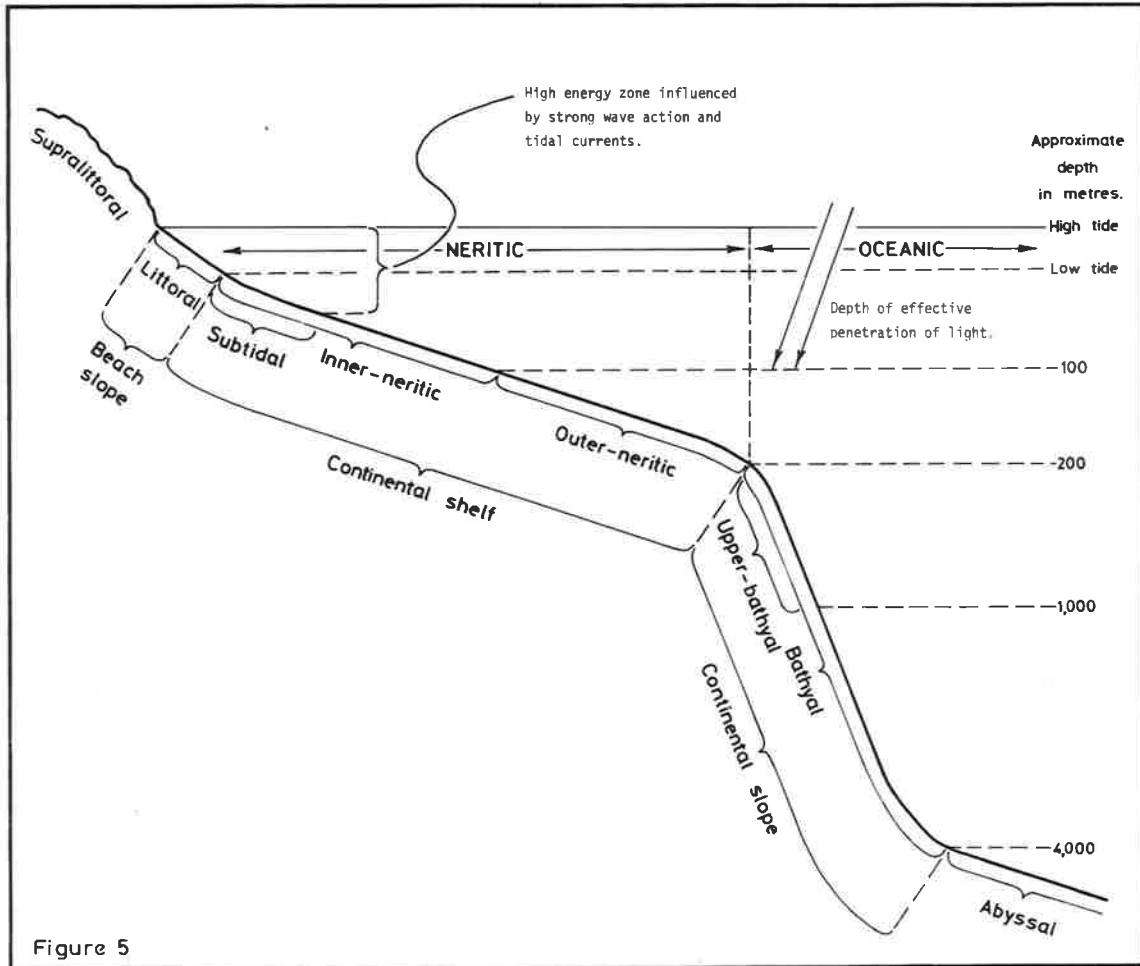 High energy zone influenced
by strong wave action and
tidal currents.
Approximate
depth
in metres.
Supralittoral
High tide
NERITIC
OCEANIC
Low tide
Littoral
Depth of effective
penetration of light.
Subtidal
Beach
slope
Inner-neritic
100
Outer-neritic
200
Continental shelf
Upper-bathyal
1,000
Bathyal
Continental slope
4,000
Abyssal
Figure 5